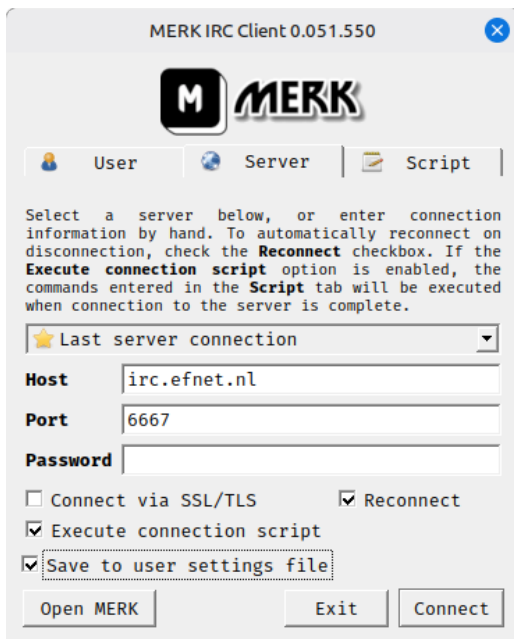 MERK IRC Client 0.051.550
M MERK
User Server Script
Select a server below, or enter connection
information by hand. To automatically reconnect on
disconnection, check the Reconnect checkbox. If the
Execute connection script option is enabled, the
commands entered in the Script tab will be executed
when connection to the server is complete.
Last server connection
Host irc.efnet.nl
Port 6667
Password
Connect via SSL/TLS Reconnect
Execute connection script
Save to user settings file
Open MERK Exit Connect